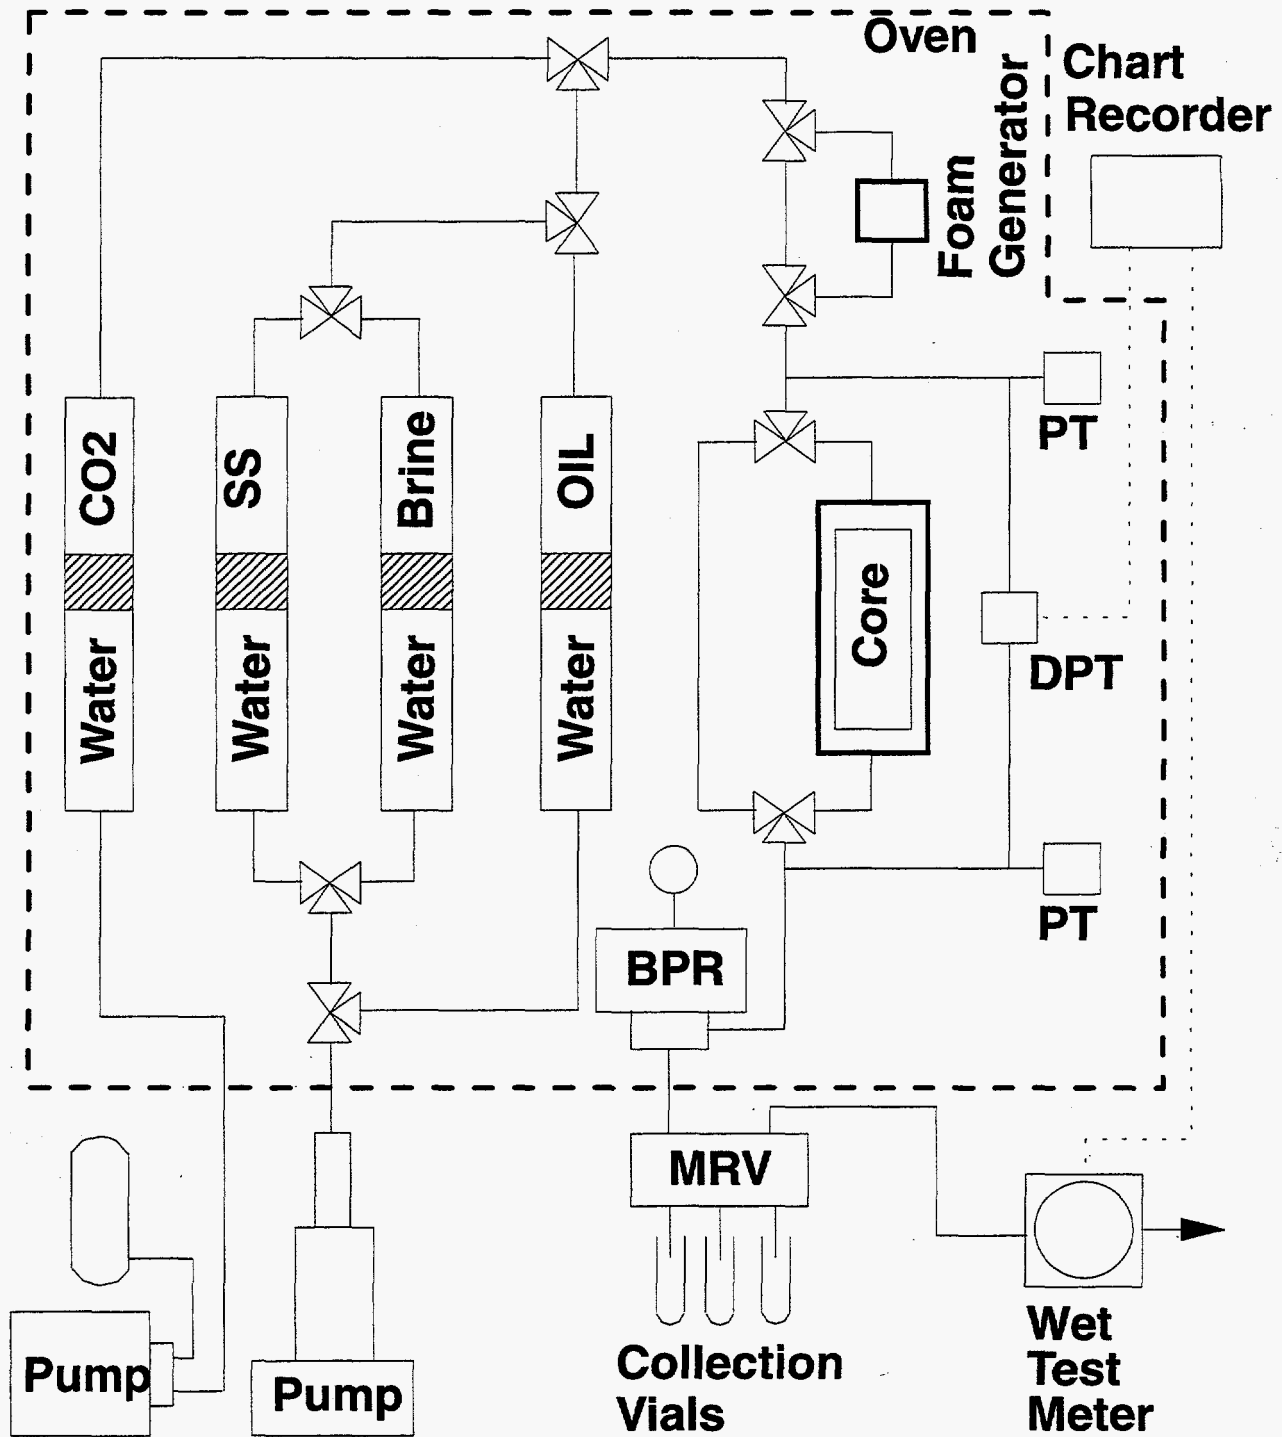 Oven
Chart
Recorder
Foam
Generator
PT
CO2
SS
Brine
OIL
Core
Water
Water
Water
Water
DPT
PT
BPR
MRV
Pump
Pump
Collection
Vials
Wet
Test
Meter